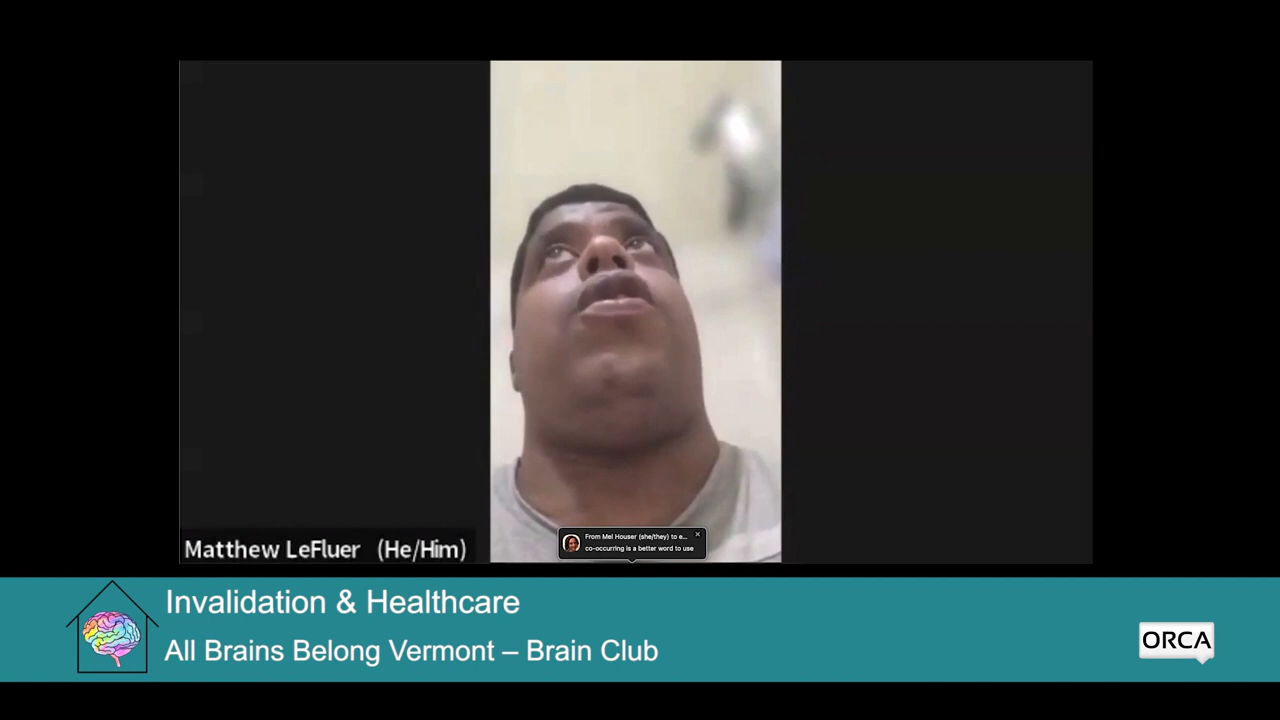 Matthew LeFluer (He/Him)
From Mel Houser (she/they) to e...
co-occurring is a better word to use
Invalidation & Healthcare
All Brains Belong Vermont – Brain Club
ORCA